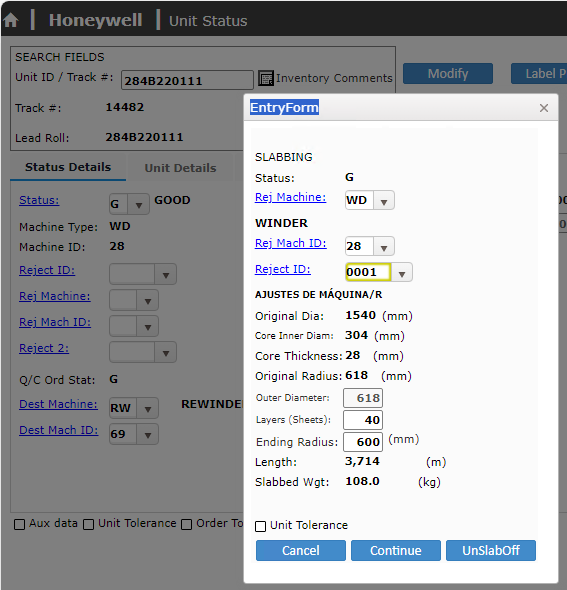 Honeywell Unit Status
SEARCH FIELDS
Unit ID / Track #: 284B220111 Inventory Comments
Modify
Label P
Track #: 14482
Lead Roll: 284B220111
Status Details Unit Details
Status: G GOOD
Machine Type: WD
Machine ID: 28
Reject ID:
Rej Machine:
Rej Mach ID:
Reject 2:
Q/C Ord Stat: G
Dest Machine: RW REWINDER
Dest Mach ID: 69
Aux data Unit Tolerance Order To
EntryForm
SLABBING
Status: G
Rej Machine: WD
WINDER
Rej Mach ID: 28
Reject ID: 0001
AJUSTES DE MÁQUINA/R
Original Dia: 1540 (mm)
Core Inner Diam: 304 (mm)
Core Thickness: 28 (mm)
Original Radius: 618 (mm)
Outer Diameter: 618
Layers (Sheets): 40
Ending Radius: 600 (mm)
Length: 3,714 (m)
Slabbed Wgt: 108.0 (kg)
Unit Tolerance
Cancel Continue UnSlabOff